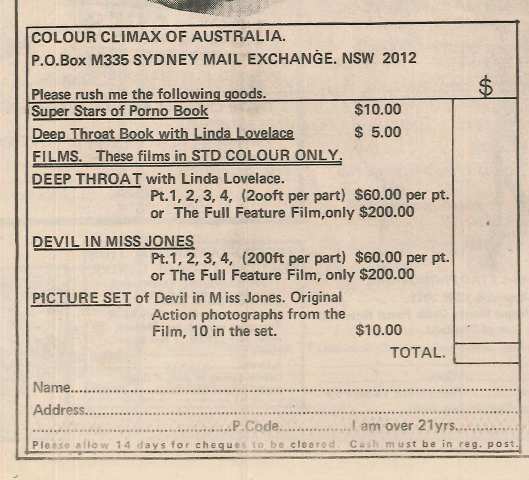 COLOUR CLIMAX OF AUSTRALIA.
P.O.Box M335 SYDNEY MAIL EXCHANGE. NSW 2012
Please rush me the following goods. $
Super Stars of Porno Book $10.00
Deep Throat Book with Linda Lovelace $ 5.00
FILMS. These films in STD COLOUR ONLY.
DEEP THROAT with Linda Lovelace.
Pt.1, 2, 3, 4, (2ooft per part) $60.00 per pt.
or The Full Feature Film,only $200.00
DEVIL IN MISS JONES
Pt.1, 2, 3, 4, (200ft per part) $60.00 per pt.
or The Full Feature Film, only $200.00
PICTURE SET of Devil in Miss Jones. Original
Action photographs from the
Film, 10 in the set. $10.00
TOTAL.
Name...........................................................................
Address........................................................................
...............................P.Code..............I am over 21yrs...........
Please allow 14 days for cheques to be cleared. Cash must be in reg. post.